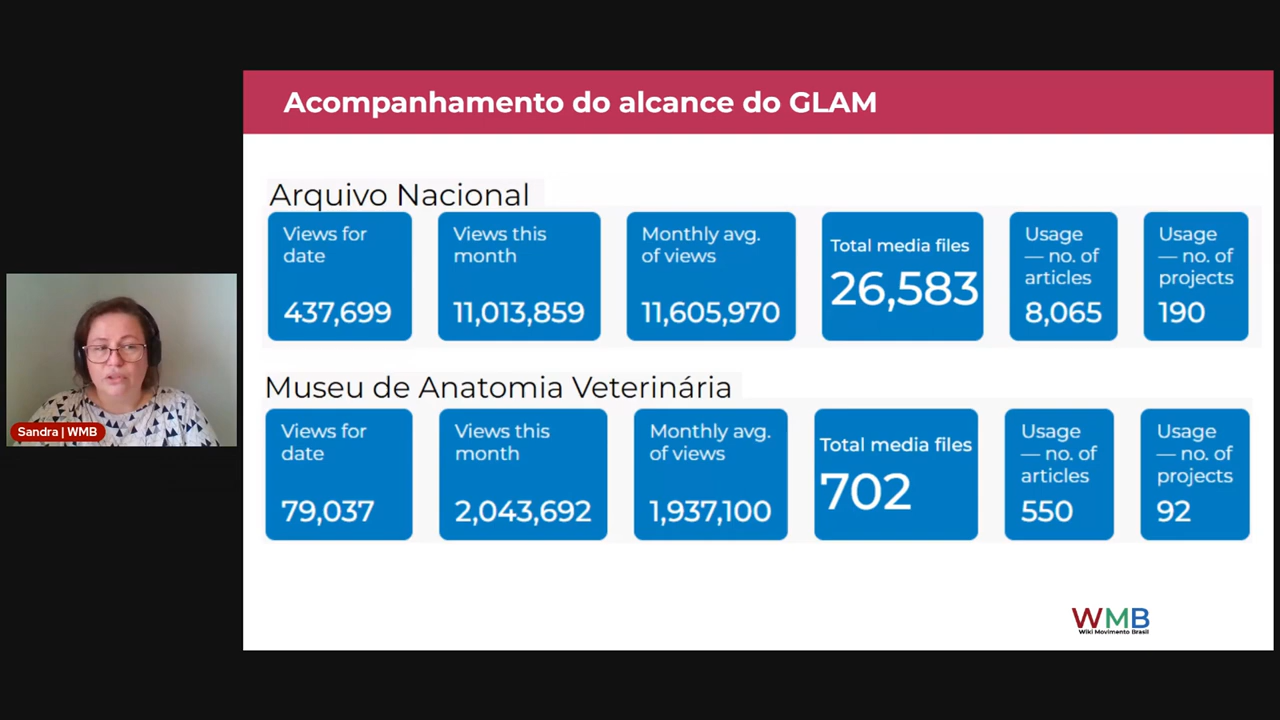 Acompanhamento do alcance do GLAM
Arquivo Nacional
Views for
date
437,699
Views this
month
11,013,859
Monthly avg.
of views
11,605,970
Total media files
26,583
Usage
— no. of
articles
8,065
Usage
— no. of
projects
190
Museu de Anatomia Veterinária
Views for
date
79,037
Views this
month
2,043,692
Monthly avg.
of views
1,937,100
Total media files
702
Usage
— no. of
articles
550
Usage
— no. of
projects
92
Sandra | WMB
WMB
Wiki Movimento Brasil